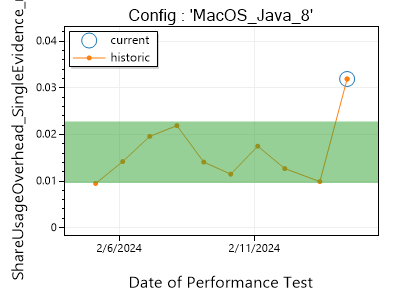 Config : 'MacOS_Java_8'
ShareUsageOverhead_SingleEvidence_
current
historic
0.04
0.03
0.02
0.01
0
2/6/2024
2/11/2024
Date of Performance Test